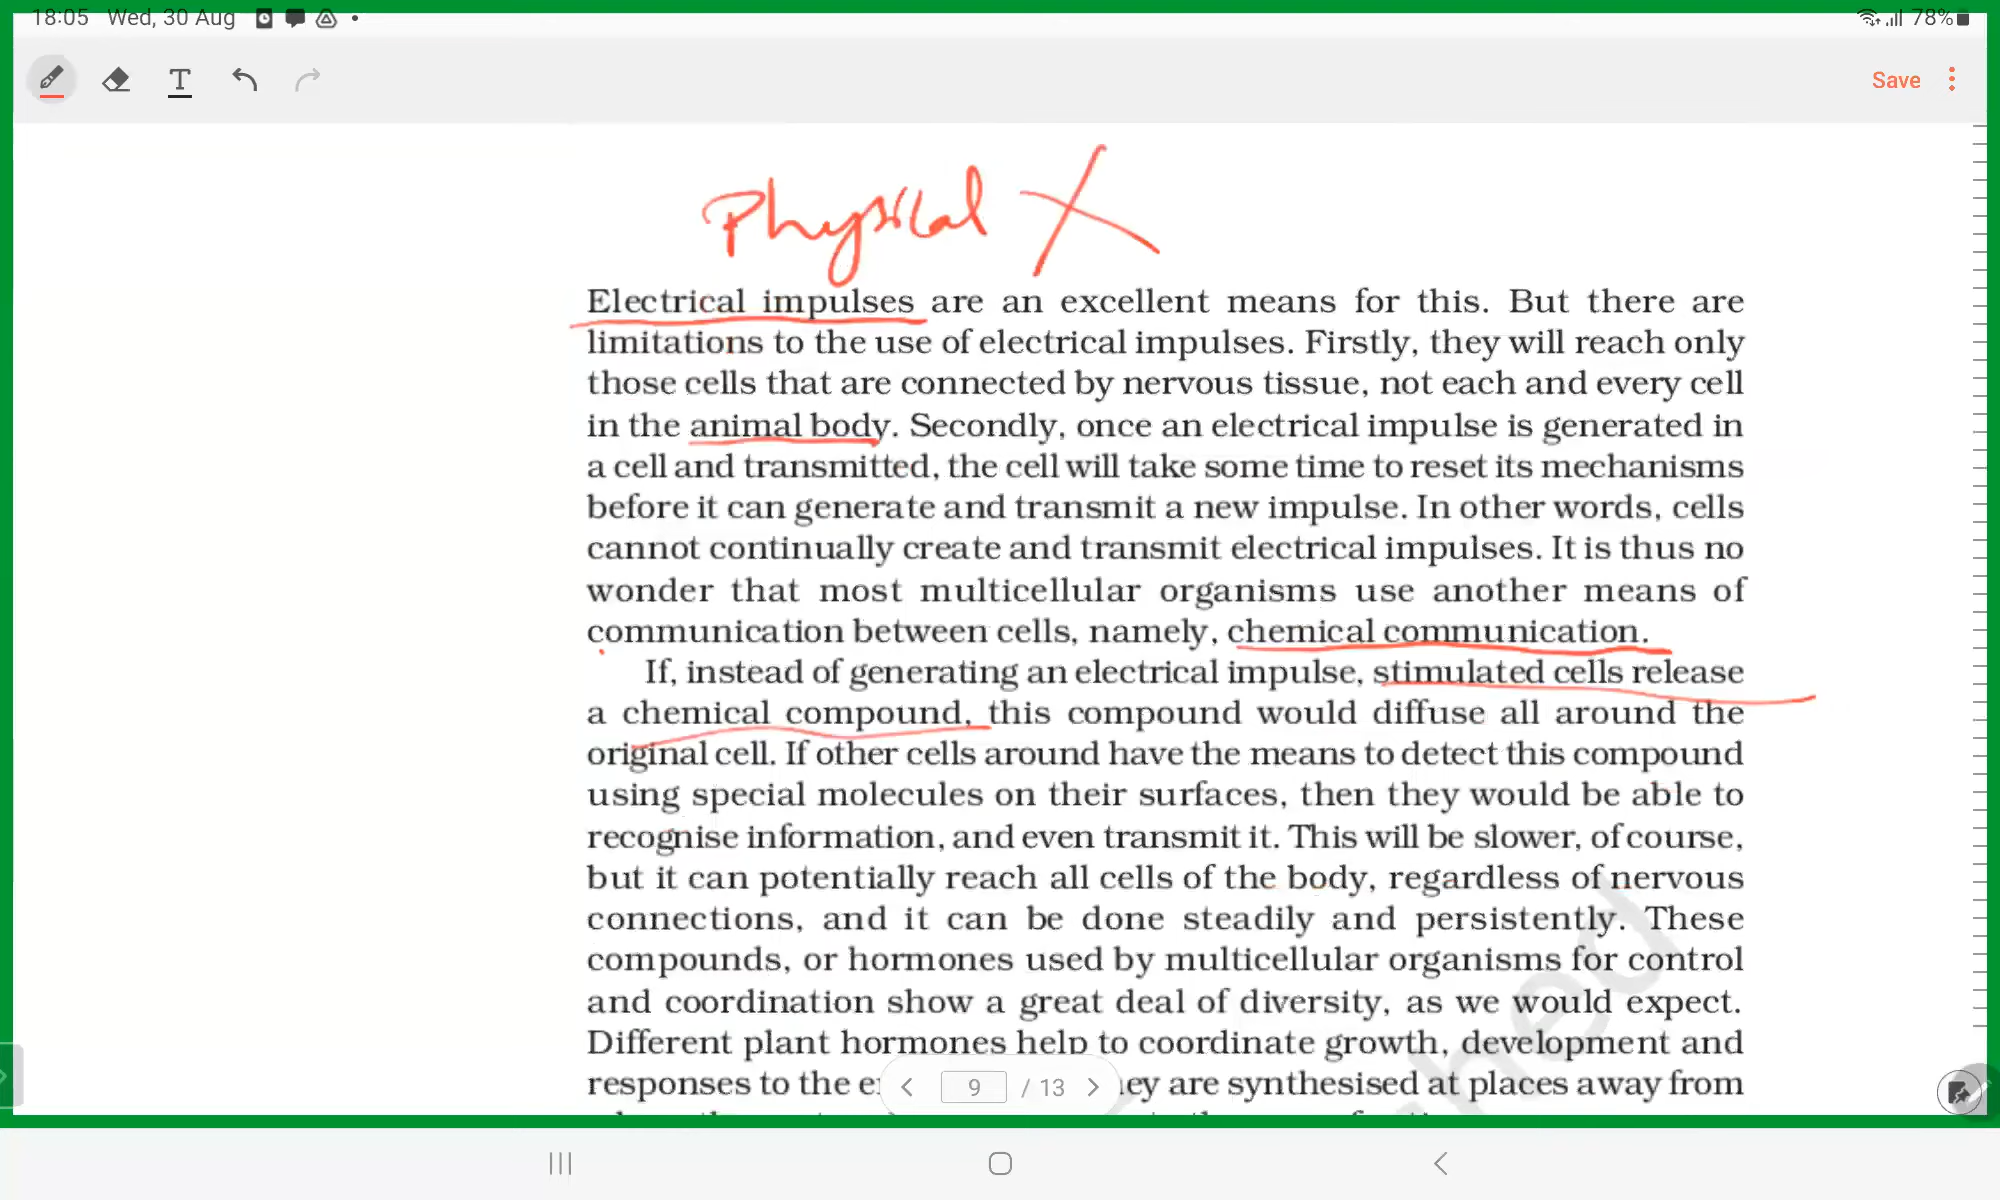 18:05 Wed, 30 Aug
78%
T
Save
Physical X
Electrical impulses are an excellent means for this. But there are
limitations to the use of electrical impulses. Firstly, they will reach only
those cells that are connected by nervous tissue, not each and every cell
in the animal body. Secondly, once an electrical impulse is generated in
a cell and transmitted, the cell will take some time to reset its mechanisms
before it can generate and transmit a new impulse. In other words, cells
cannot continually create and transmit electrical impulses. It is thus no
wonder that most multicellular organisms use another means of
communication between cells, namely, chemical communication.
If, instead of generating an electrical impulse, stimulated cells release
a chemical compound, this compound would diffuse all around the
original cell. If other cells around have the means to detect this compound
using special molecules on their surfaces, then they would be able to
recognise information, and even transmit it. This will be slower, of course,
but it can potentially reach all cells of the body, regardless of nervous
connections, and it can be done steadily and persistently. These
compounds, or hormones used by multicellular organisms for control
and coordination show a great deal of diversity, as we would expect.
Different plant hormones help to coordinate growth, development and
responses to the are synthesised at places away from
9 / 13